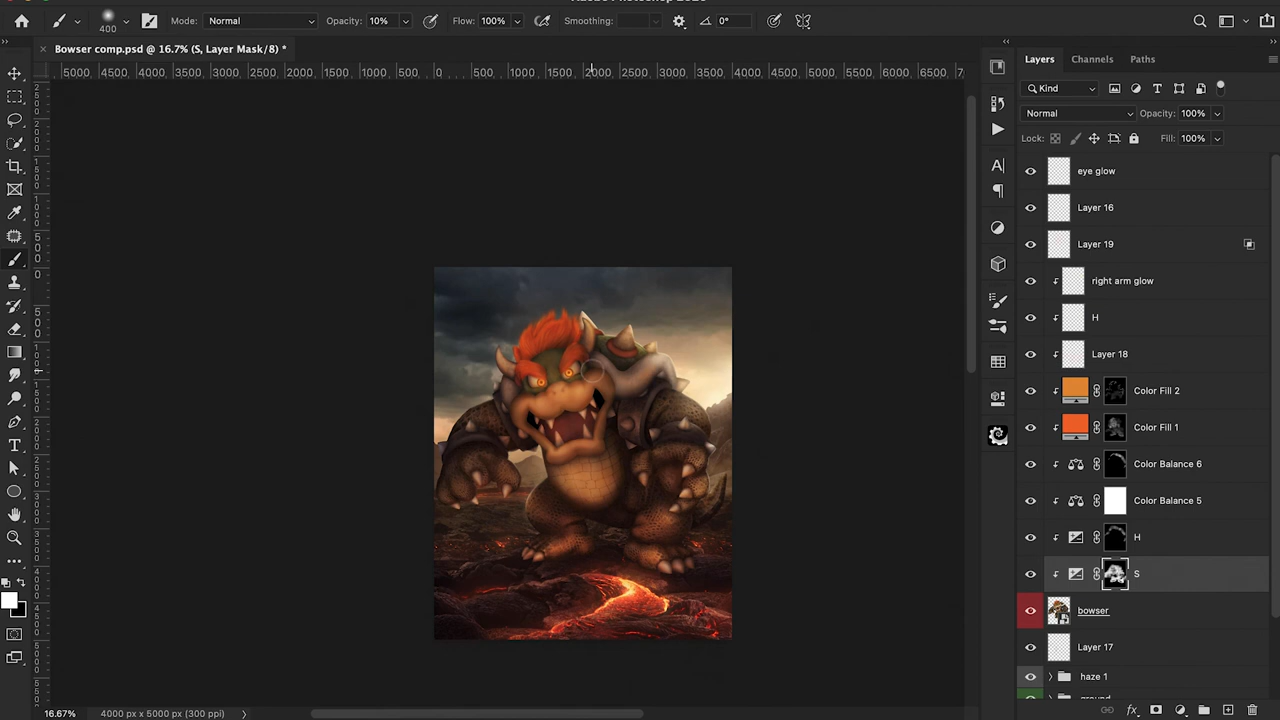 400 Mode: Normal Opacity: 10% Flow: 100% Smoothing: 0°
Bowser comp.psd @ 16.7% (S, Layer Mask/8) *
5000 4500 4000 3500 3000 2500 2000 1500 1000 500 0 500 1000 1500 2000 2500 3000 3500 4000 4500 5000 5500 6000 6500
Layers Channels Paths
Kind
Normal Opacity: 100%
Lock: Fill: 100%
eye glow
Layer 16
Layer 19
right arm glow
H
Layer 18
Color Fill 2
Color Fill 1
Color Balance 6
Color Balance 5
H
S
bowser
Layer 17
haze 1
ground
16.67% 4000 px x 5000 px (300 ppi)